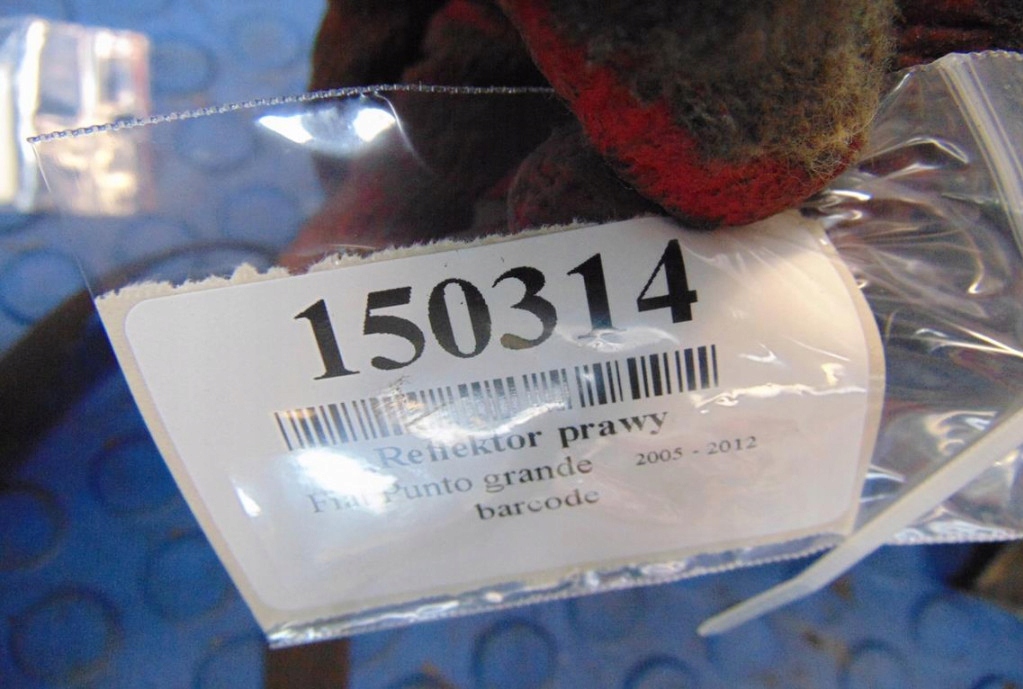 150314
Reflektor prawy
Fiat Punto grande 2005 - 2012
barcode